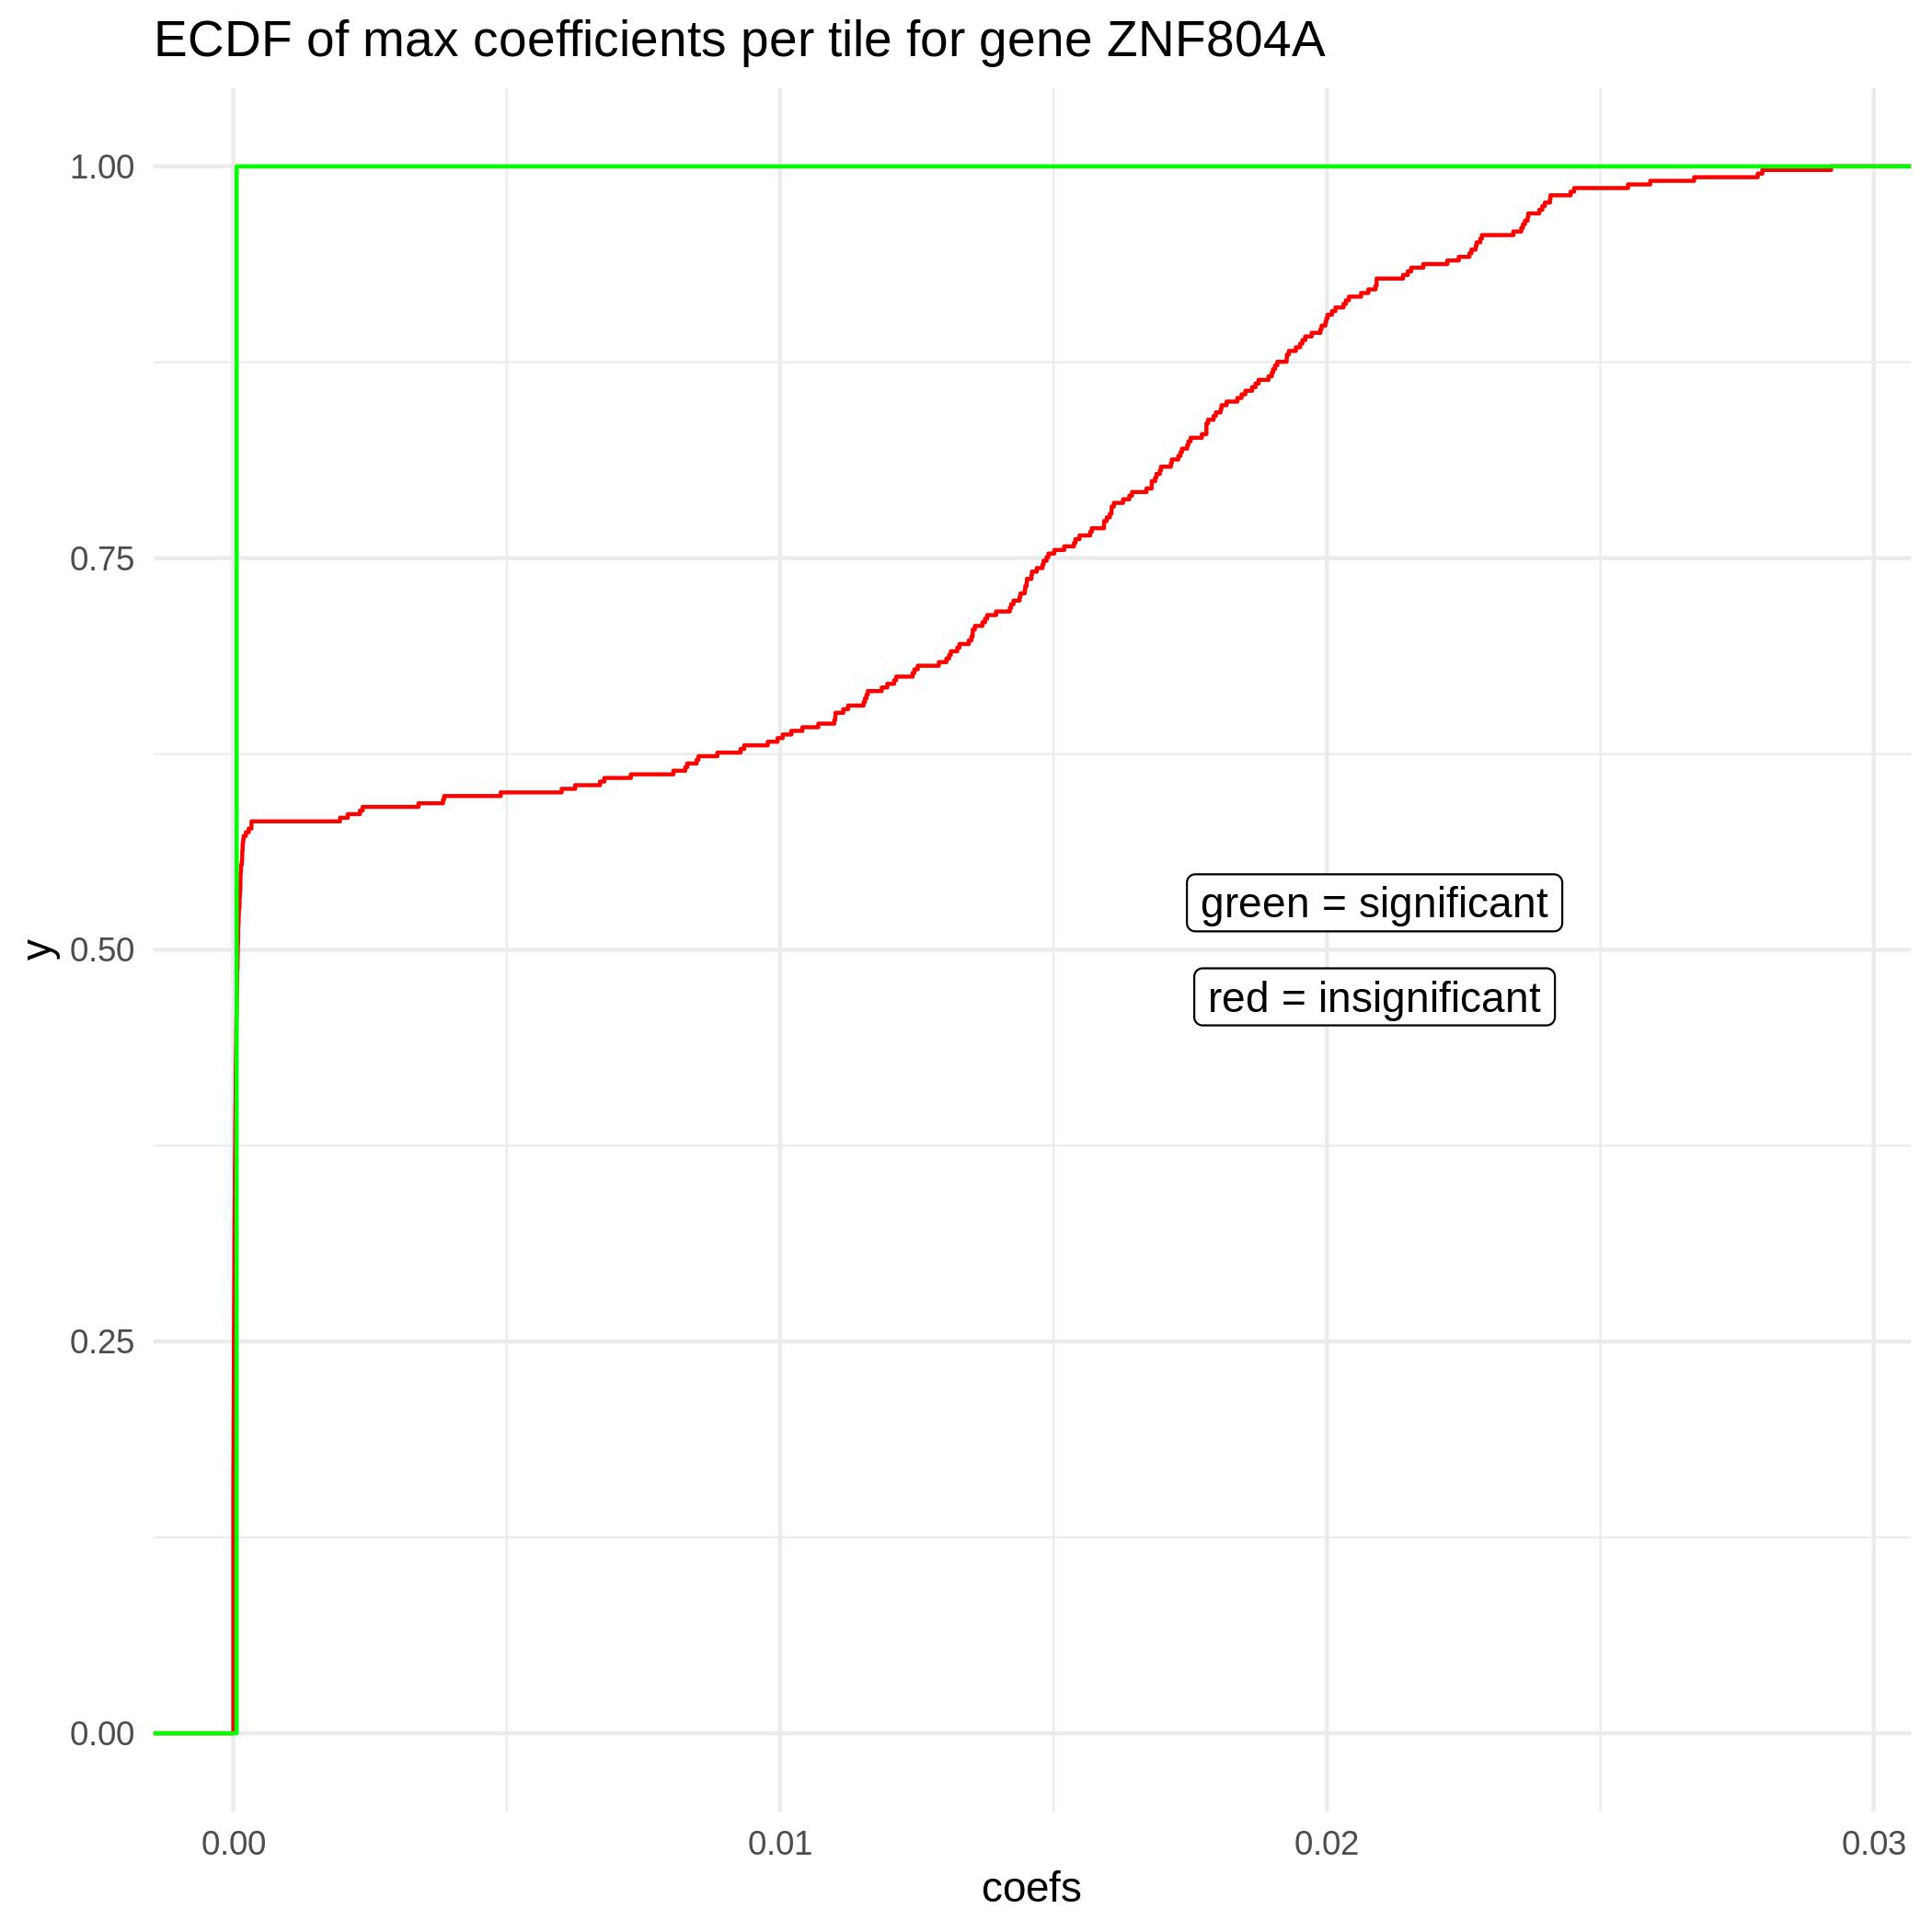 ECDF of max coefficients per tile for gene ZNF804A
1.00
0.75
0.50
0.25
0.00
y
green = significant
red = insignificant
0.00 0.01 0.02 0.03
coefs